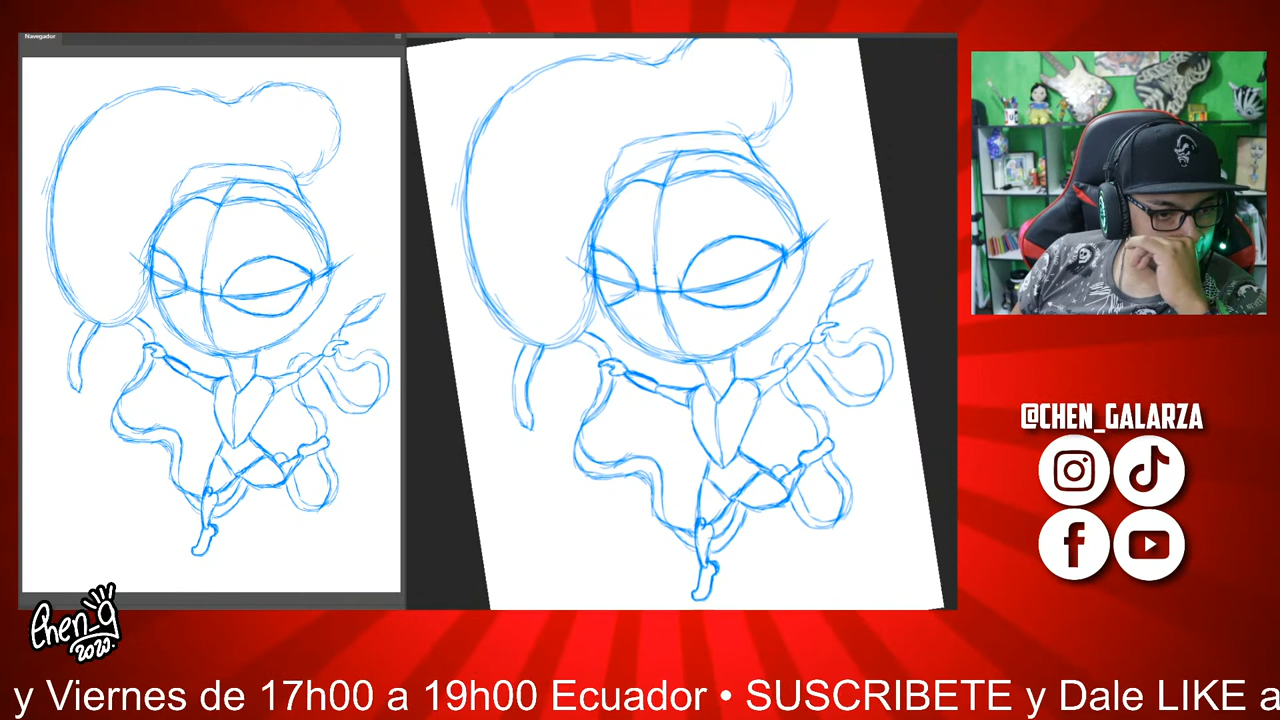 Navegador
@CHEN_GALARZA
Chen_g
2020.
y Viernes de 17h00 a 19h00 Ecuador • SUSCRIBETE y Dale LIKE a